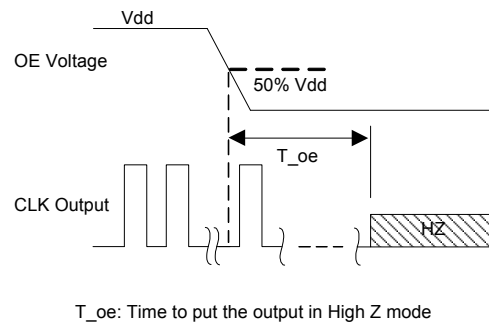 Vdd
OE Voltage
50% Vdd
T_oe
CLK Output
HZ
T_oe: Time to put the output in High Z mode